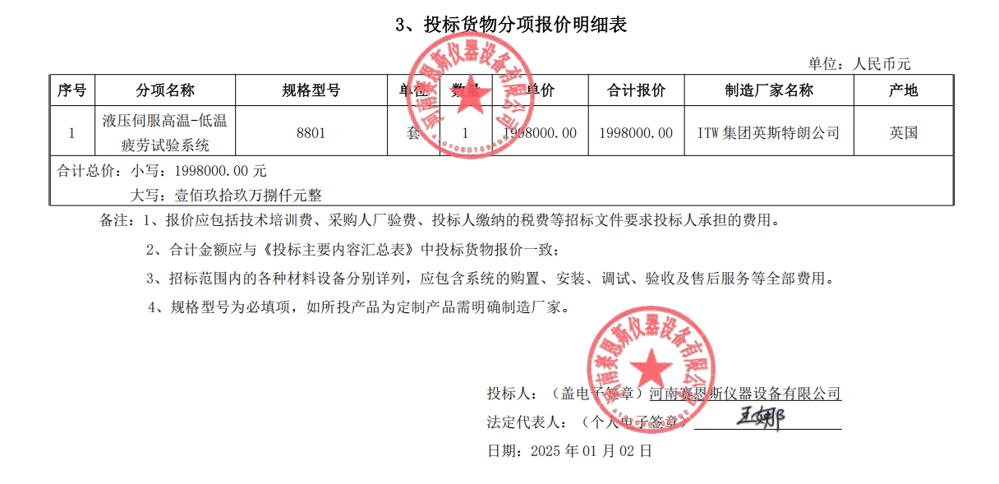 3、投标货物分项报价明细表
单位：人民币元
序号 分项名称 规格型号 单位 数量 单价 合计报价 制造厂家名称 产地
1 液压伺服高温-低温疲劳试验系统 8801 套 1 1998000.00 1998000.00 ITW 集团英斯特朗公司 英国
合计总价：小写：1998000.00 元
大写：壹佰玖拾玖万捌仟元整
备注：1、报价应包括技术培训费、采购人厂验费、投标人缴纳的税费等招标文件要求投标人承担的费用。
2、合计金额应与《投标主要内容汇总表》中投标货物报价一致；
3、招标范围内的各种材料设备分别详列，应包含系统的购置、安装、调试、验收及售后服务等全部费用。
4、规格型号为必填项，如所投产品为定制产品需明确制造厂家。
河南赛恩斯仪器设备有限公司
河南赛恩斯仪器设备有限公司
投标人：（盖电子签章）河南赛恩斯仪器设备有限公司
法定代表人：（个人电子签章）
日期：2025 年 01 月 02 日